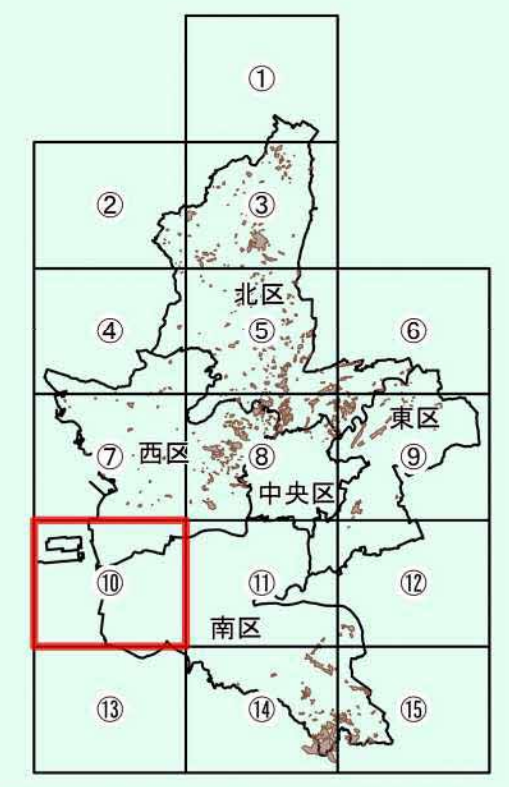 ①
② ③
北区
④ ⑤ ⑥
東区
⑦ 西区 ⑧ ⑨
中央区
⑩ ⑪ ⑫
南区
⑬ ⑭ ⑮